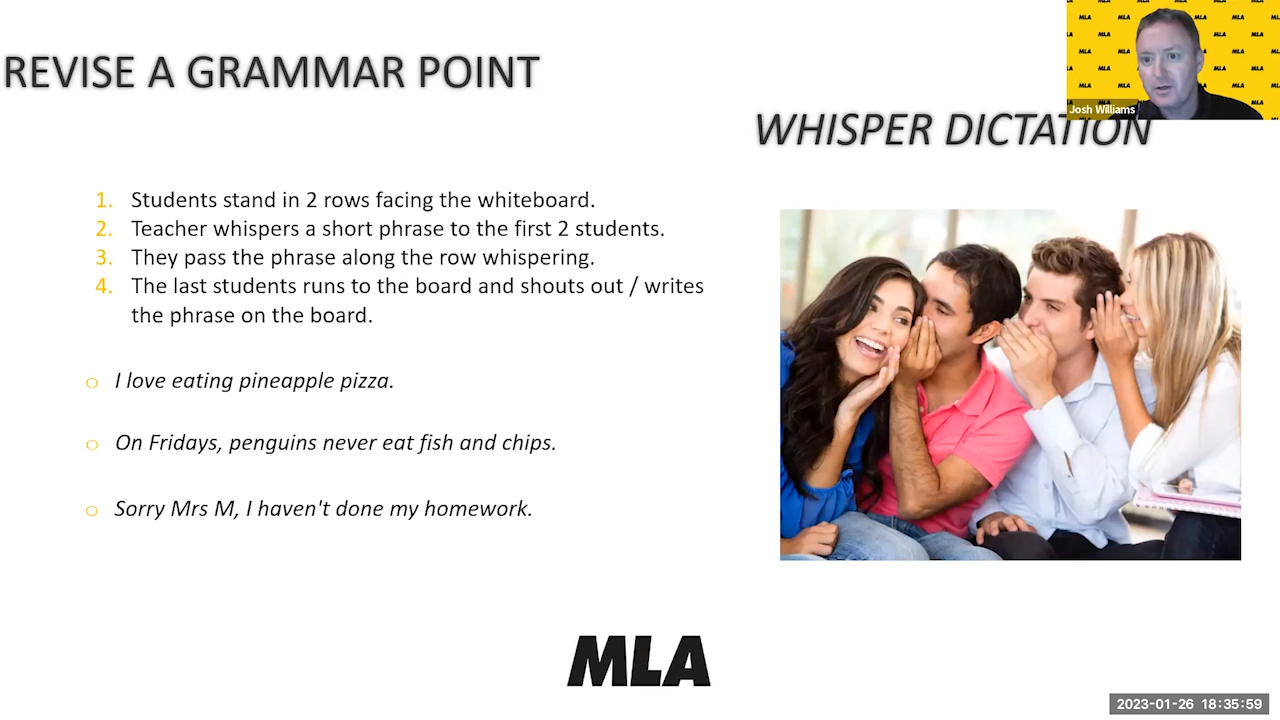 REVISE A GRAMMAR POINT
Josh Williams
WHISPER DICTATION
1. Students stand in 2 rows facing the whiteboard.
2. Teacher whispers a short phrase to the first 2 students.
3. They pass the phrase along the row whispering.
4. The last students runs to the board and shouts out / writes
the phrase on the board.
o I love eating pineapple pizza.
o On Fridays, penguins never eat fish and chips.
o Sorry Mrs M, I haven't done my homework.
MLA
2023-01-26 18:35:59